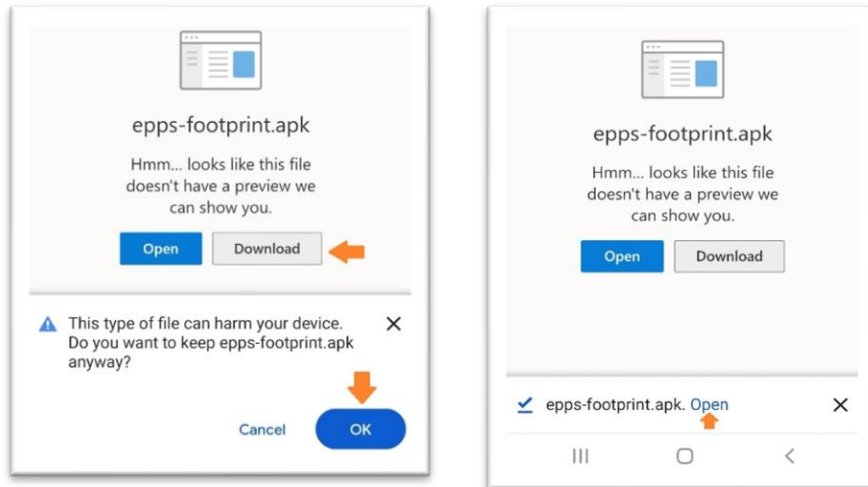 epps-footprint.apk
Hmm... looks like this file
doesn't have a preview we
can show you.
Open Download
This type of file can harm your device.
Do you want to keep epps-footprint.apk
anyway?
Cancel OK
epps-footprint.apk
Hmm... looks like this file
doesn't have a preview we
can show you.
Open Download
epps-footprint.apk. Open